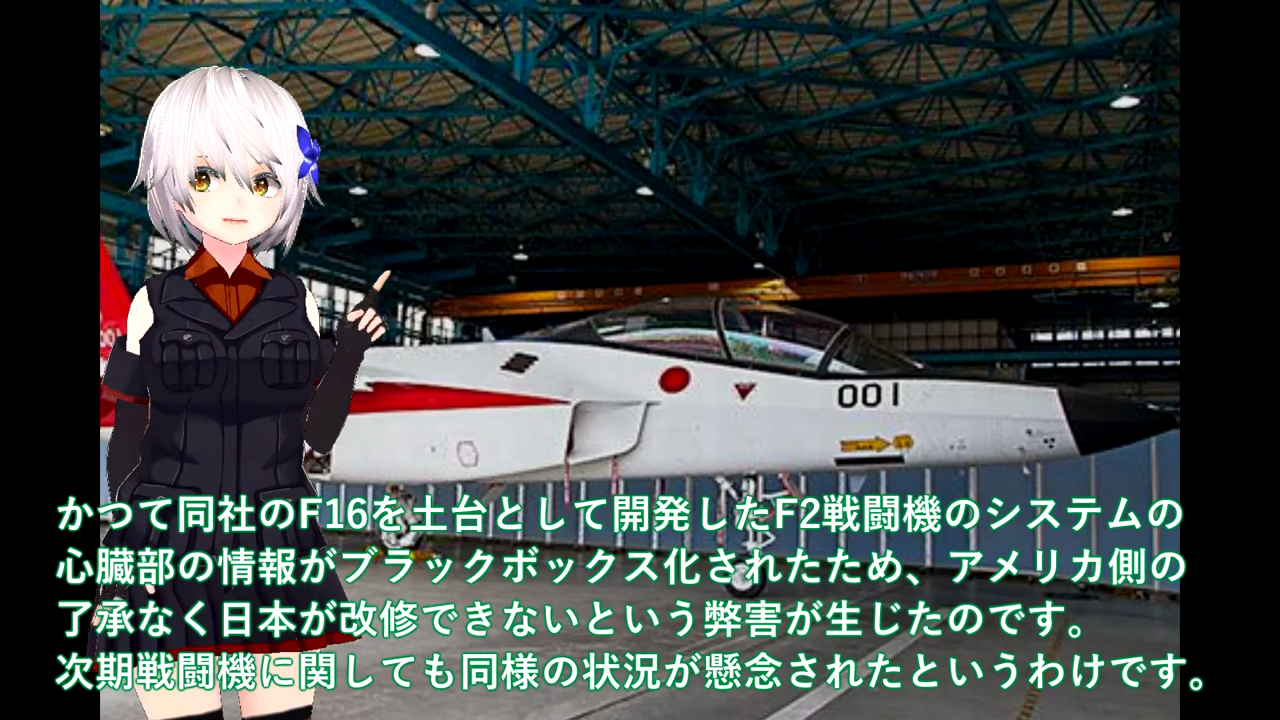 001
かつて同社のF16を土台として開発したF2戦闘機のシステムの
心臓部の情報がブラックボックス化されたため、アメリカ側の
了承なく日本が改修できないという弊害が生じたのです。
次期戦闘機に関しても同様の状況が懸念されたというわけです。